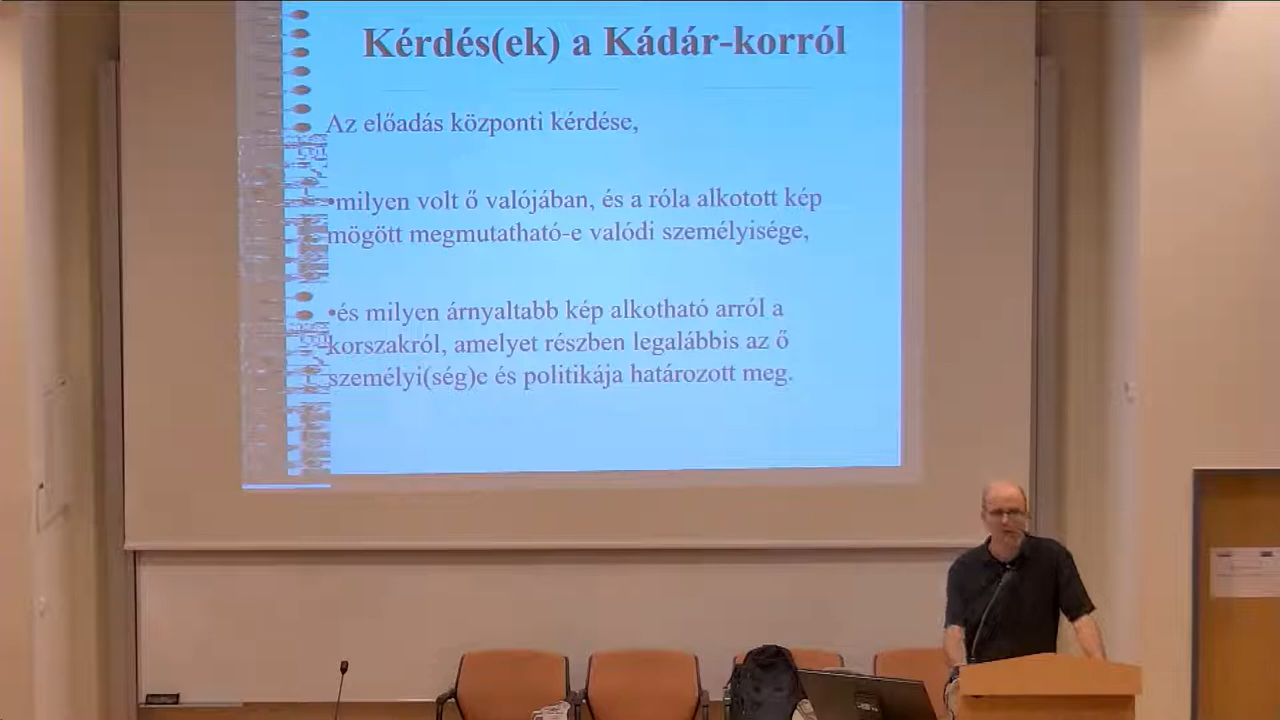 Kérdés(ek) a Kádár-korról
Az előadás központi kérdése,
•milyen volt ő valójában, és a róla alkotott kép
mögött megmutatható-e valódi személyisége,
•és milyen árnyaltabb kép alkotható arról a
korszakról, amelyet részben legalábbis az ő
személyi(ség)e és politikája határozott meg.